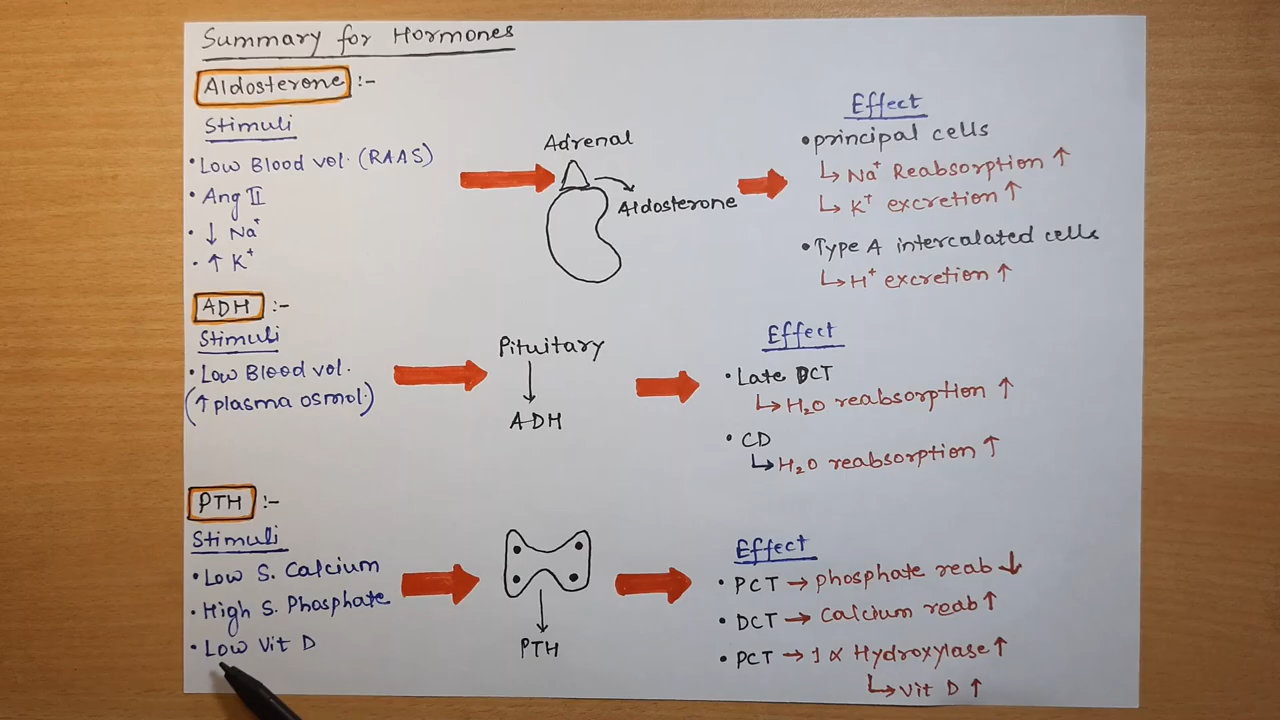 Summary for Hormones
Aldosterone :-
Stimuli
• Low Blood vol. (RAAS)
• Ang II
• ↓ Na⁺
• ↑ K⁺
Adrenal
Aldosterone
Effect
• principal cells
↳ Na⁺ Reabsorption ↑
↳ K⁺ excretion ↑
• Type A intercalated cells
↳ H⁺ excretion ↑
ADH :-
Stimuli
• Low Blood vol.
(↑ plasma osmol.)
Pituitary
ADH
Effect
• Late DCT
↳ H₂O reabsorption ↑
• CD
↳ H₂O reabsorption ↑
PTH :-
Stimuli
• Low S. Calcium
• High S. Phosphate
• Low Vit D
PTH
Effect
• PCT → phosphate reab ↓
• DCT → Calcium reab ↑
• PCT → 1 α Hydroxylase ↑
↳ Vit D ↑